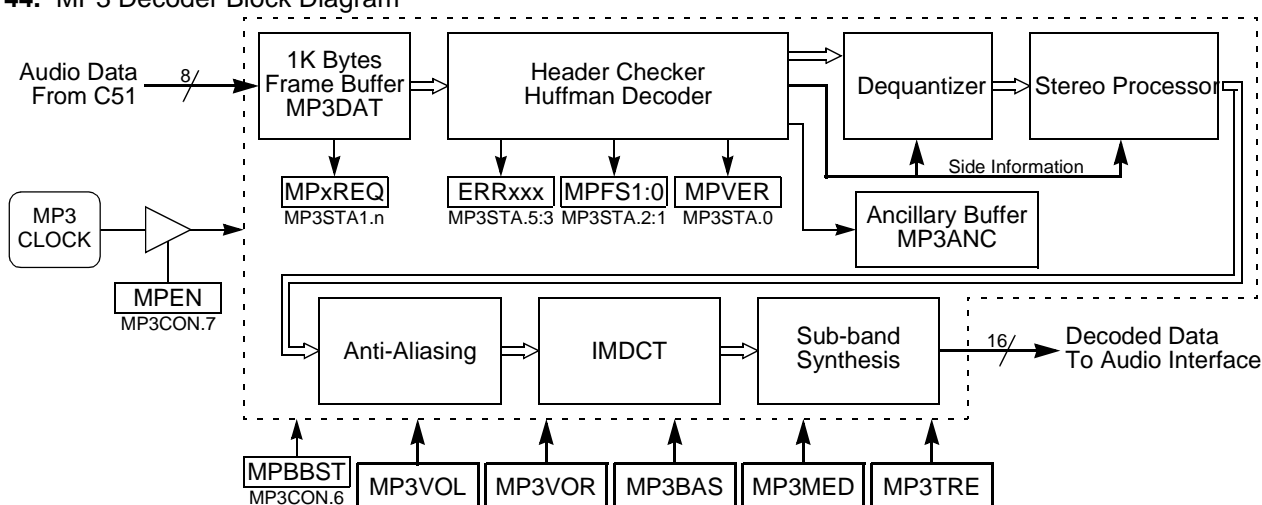 44. MP3 Decoder Block Diagram
Audio Data
From C51
8
1K Bytes
Frame Buffer
MP3DAT
Header Checker
Huffman Decoder
Dequantizer
Stereo Processor
Side Information
MPxREQ
MP3STA1.n
ERRxxx
MP3STA.5:3
MPFS1:0
MP3STA.2:1
MPVER
MP3STA.0
Ancillary Buffer
MP3ANC
MP3
CLOCK
MPEN
MP3CON.7
Anti-Aliasing
IMDCT
Sub-band
Synthesis
16
Decoded Data
To Audio Interface
MPBBST
MP3CON.6
MP3VOL
MP3VOR
MP3BAS
MP3MED
MP3TRE